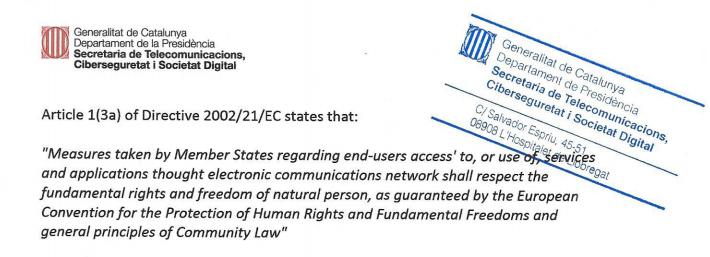 Generalitat de Catalunya
Departament de la Presidència
Secretaria de Telecomunicacions,
Ciberseguretat i Societat Digital
Generalitat de Catalunya
Departament de Presidència
Secretaria de Telecomunicacions,
Ciberseguretat i Societat Digital
C/ Salvador Espriu, 45-51
08908 L'Hospitalet de Llobregat
Article 1(3a) of Directive 2002/21/EC states that:
"Measures taken by Member States regarding end-users access' to, or use of, services
and applications thought electronic communications network shall respect the
fundamental rights and freedom of natural person, as guaranteed by the European
Convention for the Protection of Human Rights and Fundamental Freedoms and
general principles of Community Law"